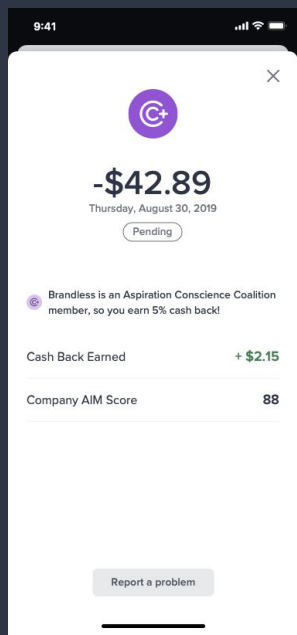 9:41
C+
-$42.89
Thursday, August 30, 2019
Pending
C
Brandless is an Aspiration Conscience Coalition
member, so you earn 5% cash back!
Cash Back Earned + $2.15
Company AIM Score 88
Report a problem